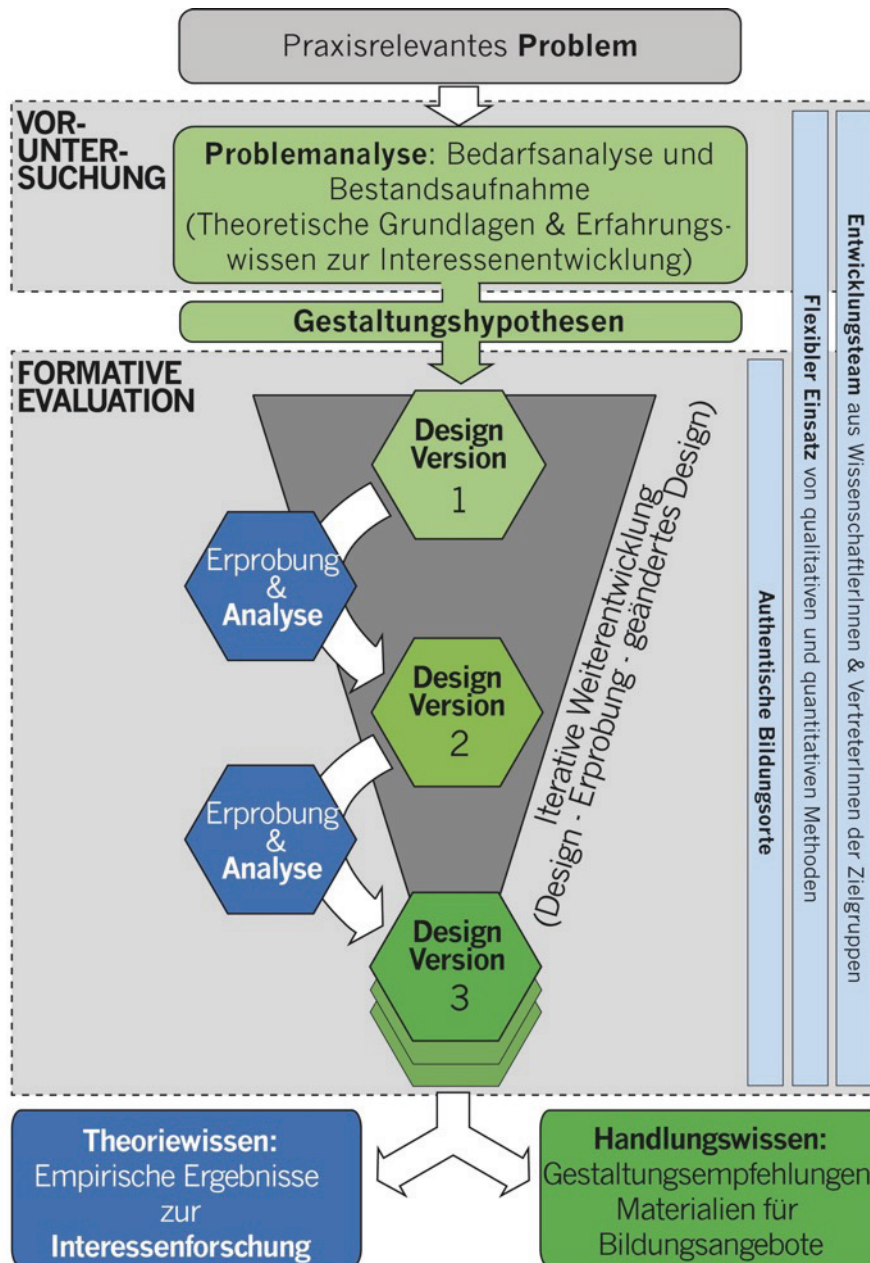 Praxisrelevantes Problem
VOR-
UNTER-
SUCHUNG
Problemanalyse: Bedarfsanalyse und
Bestandsaufnahme
(Theoretische Grundlagen & Erfahrungs-
wissen zur Interessenentwicklung)
Gestaltungshypothesen
FORMATIVE
EVALUATION
Design
Version
1
Erprobung
&
Analyse
Design
Version
2
Erprobung
&
Analyse
Design
Version
3
Iterative Weiterentwicklung
(Design - Erprobung - geändertes Design)
Authentische Bildungsorte
Flexibler Einsatz von qualitativen und quantitativen Methoden
Entwicklungsteam aus WissenschaftlerInnen & VertreterInnen der Zielgruppen
Theoriewissen:
Empirische Ergebnisse
zur
Interessenforschung
Handlungswissen:
Gestaltungsempfehlungen
Materialien für
Bildungsangebote